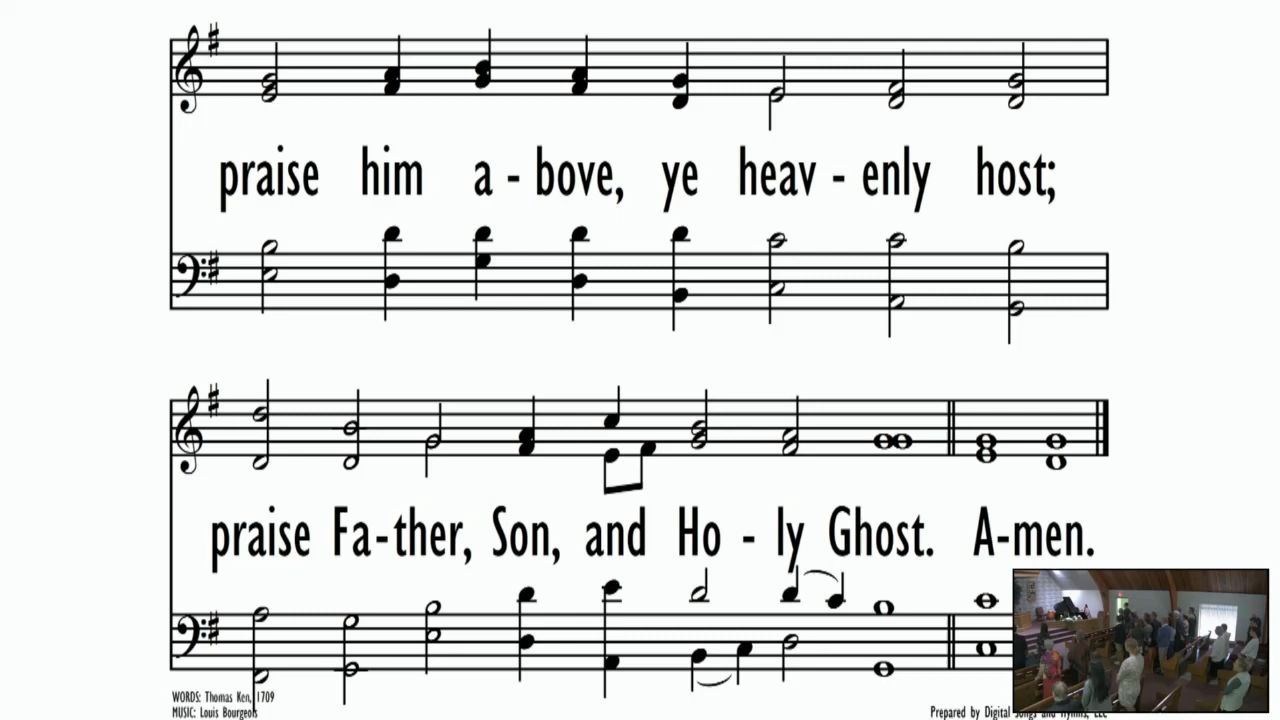 praise him a - bove, ye heav - enly host;
praise Fa-ther, Son, and Ho - ly Ghost. A-men.
WORDS: Thomas Ken, 1709
MUSIC: Louis Bourgeois
Prepared by Digital Songs and Hymns, LLC